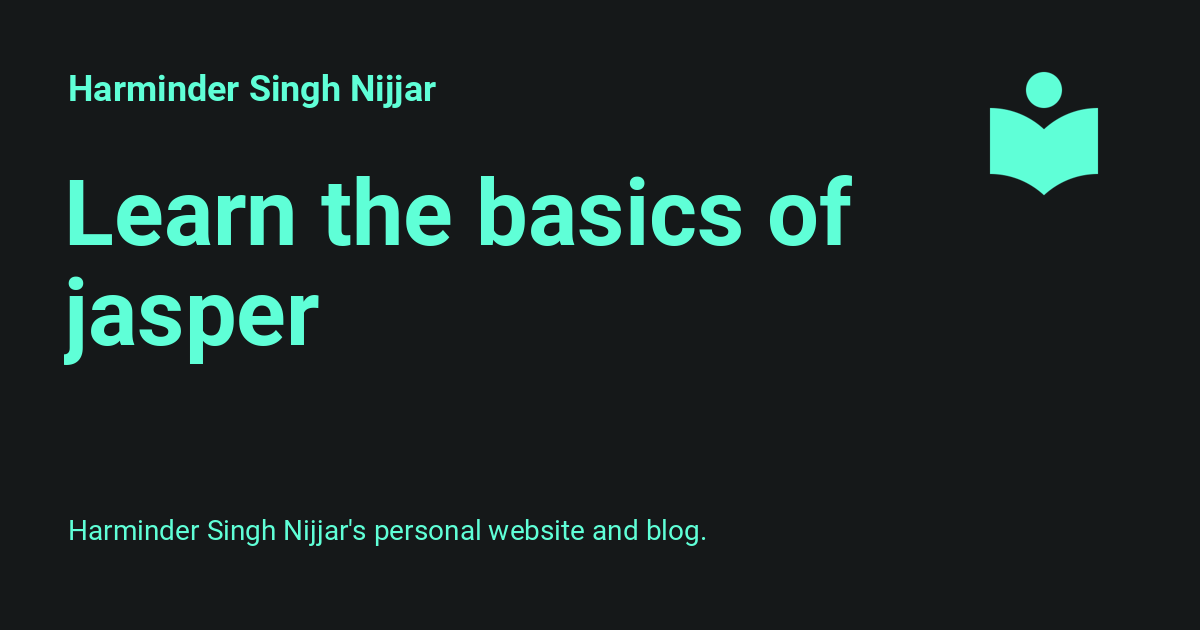 Harminder Singh Nijjar
Learn the basics of
jasper
Harminder Singh Nijjar's personal website and blog.